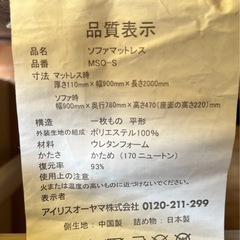 品質表示
品名 ソファマットレス
品番 MSO-S
寸法 マットレス時
厚さ110mm×幅900mm×長さ2000mm
ソファ時
幅900mm×奥行780mm×高さ470(座面の高さ220)mm
構造 一枚もの 平形
外装生地の組成 ポリエステル100%
材料 ウレタンフォーム
かたさ かため(170 ニュートン)
復元率 93%
使用上の注意
火または温度の高いものに近づけないでください
表示者
アイリスオーヤマ株式会社 0120-211-299
側生地:中国製 詰め物:日本製